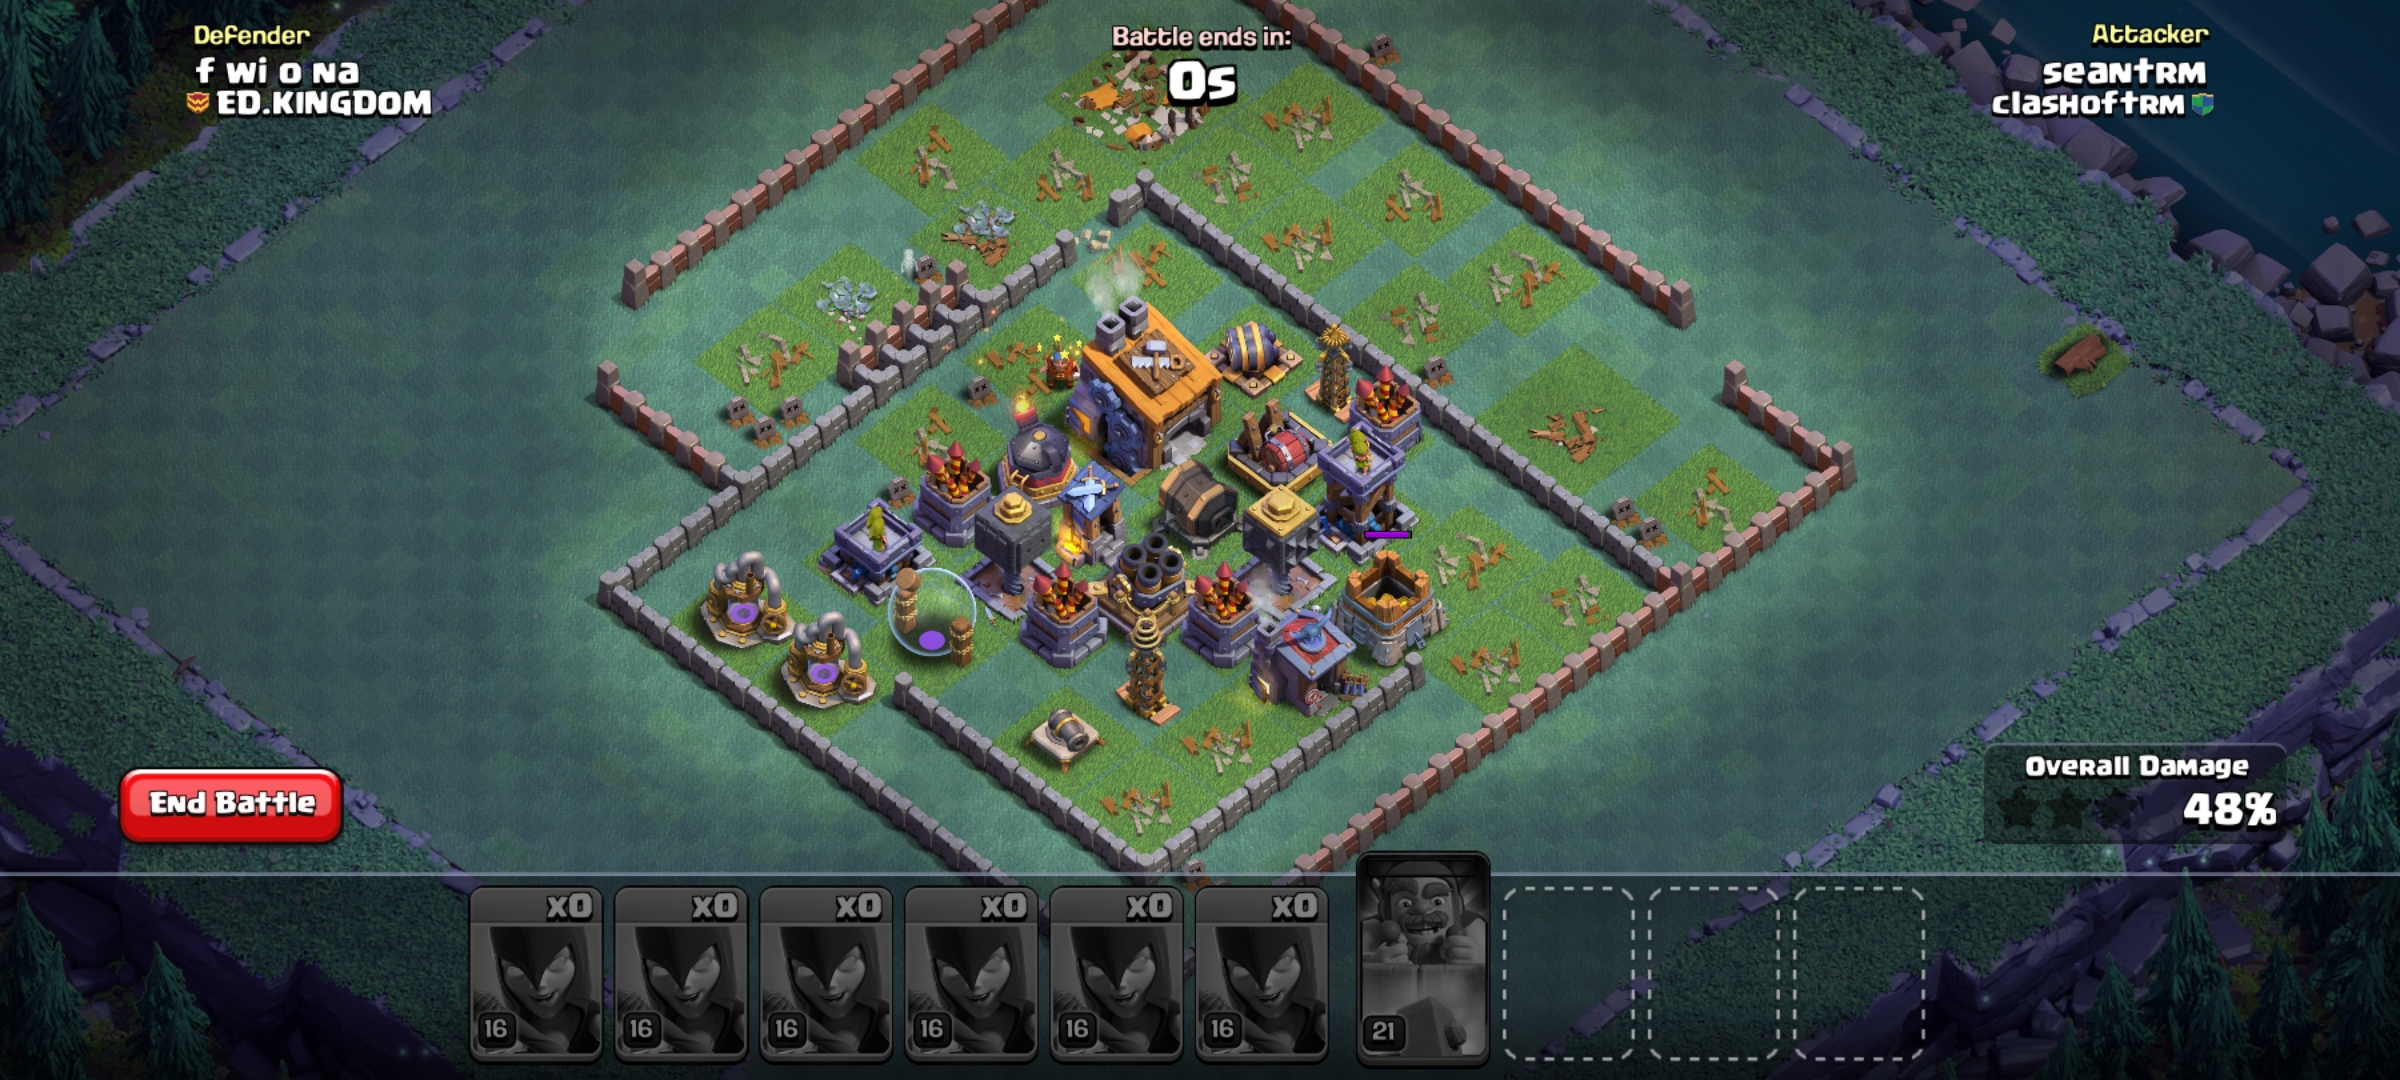 Defender
f wi o Na
ED.KINGDOM
Battle ends in:
0s
Attacker
seantRM
clashoftRM
End Battle
Overall Damage
48%
x0
x0
x0
x0
x0
x0
16
16
16
16
16
16
21